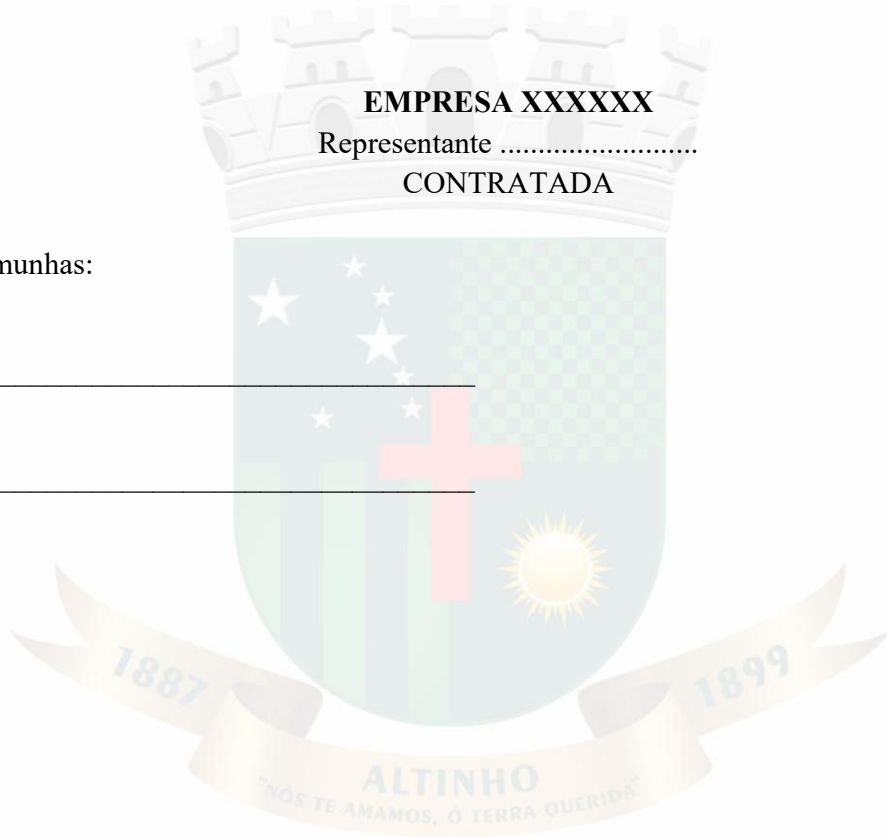 EMPRESA XXXXXX
Representante ..........................
CONTRATADA
munhas:
1887
1899
ALTINHO
"NÓS TE AMAMOS, Ó TERRA QUERIDA"